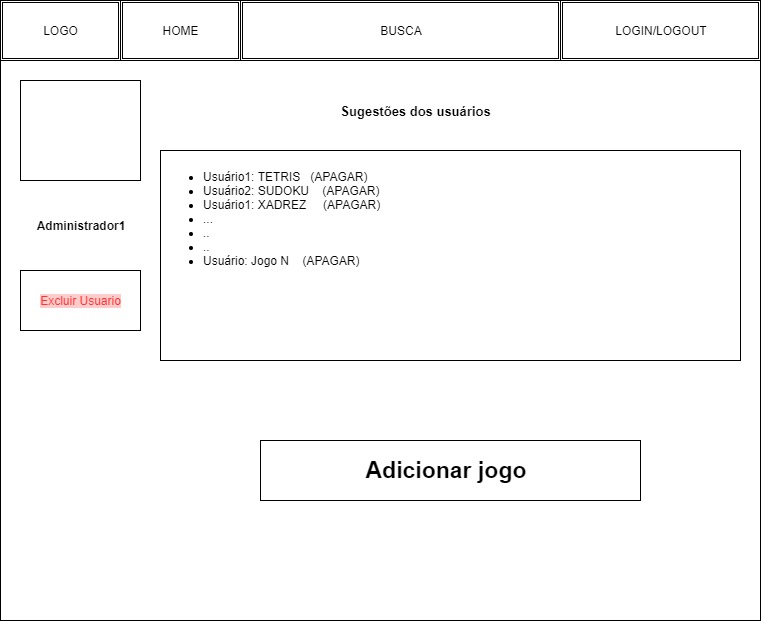 LOGO HOME BUSCA LOGIN/LOGOUT
Sugestões dos usuários
Usuário1: TETRIS (APAGAR)
Usuário2: SUDOKU (APAGAR)
Usuário1: XADREZ (APAGAR)
...
..
..
Usuário: Jogo N (APAGAR)
Administrador1
Excluir Usuario
Adicionar jogo